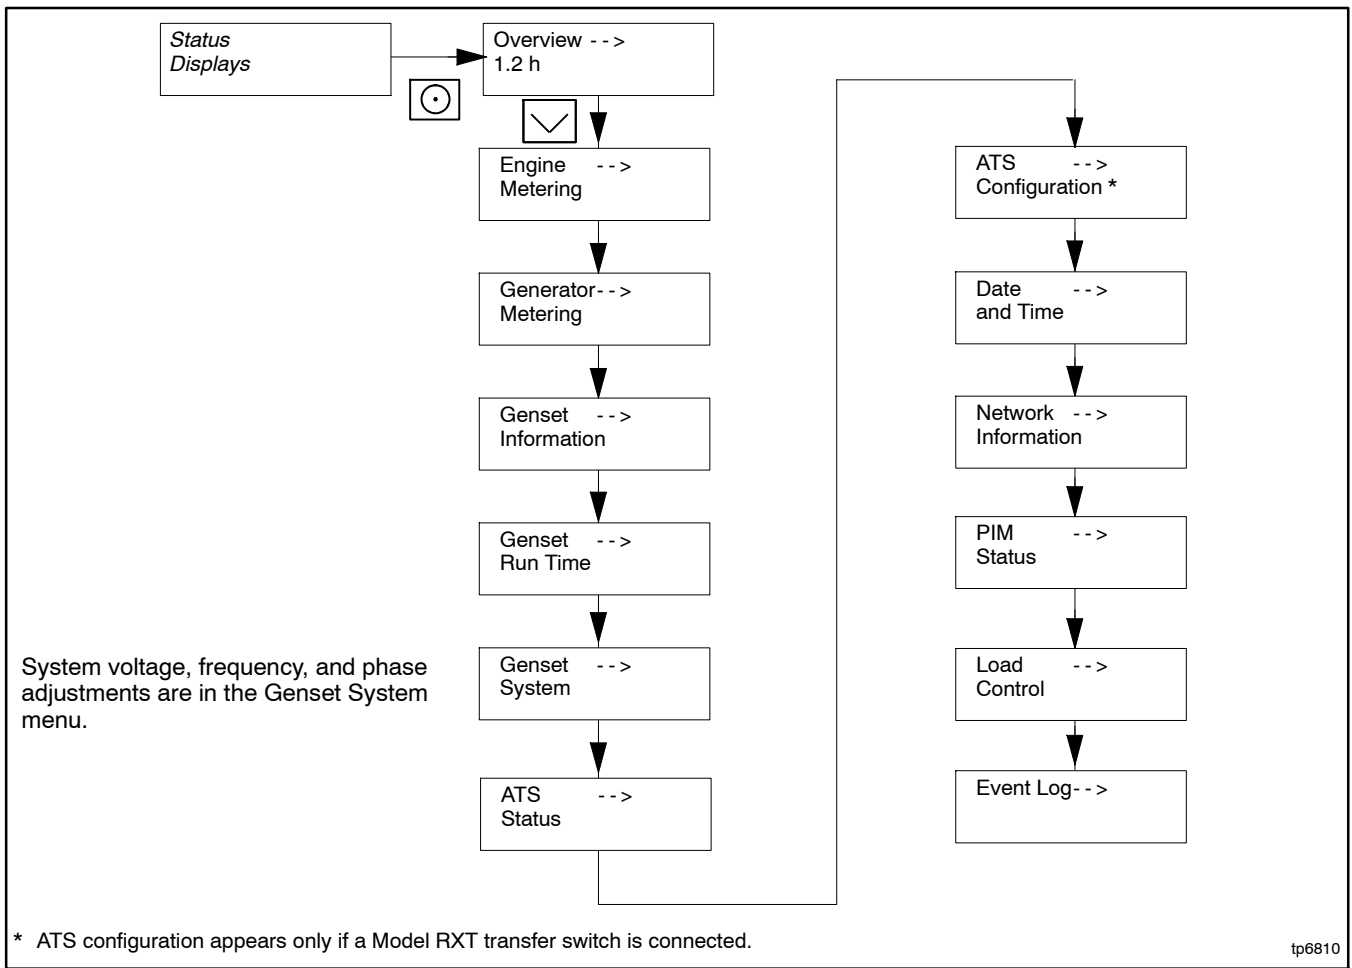 Status
Displays
Overview - - >
1.2 h
Engine - - >
Metering
Generator- - >
Metering
Genset - - >
Information
Genset - - >
Run Time
Genset - - >
System
System voltage, frequency, and phase
adjustments are in the Genset System
menu.
ATS - - >
Status
ATS - - >
Configuration *
Date - - >
and Time
Network - - >
Information
PIM - - >
Status
Load - - >
Control
Event Log- - >
* ATS configuration appears only if a Model RXT transfer switch is connected.
tp6810